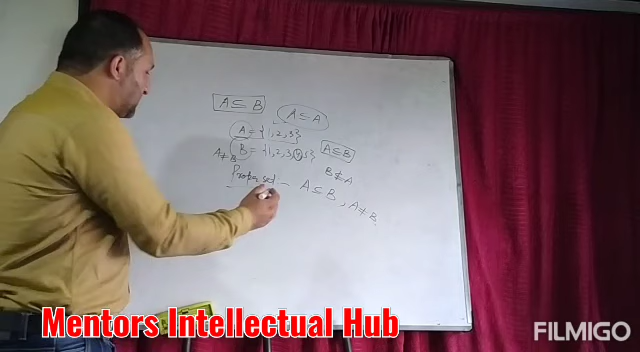 A ⊆ B
A ⊆ A
A = {1, 2, 3}
B = {1, 2, 3, 4, 5} A ⊆ B
A ≠ B
B ⊈ A
Proper set – A ⊆ B, A ≠ B.
Mentors Intellectual Hub
FILMIGO